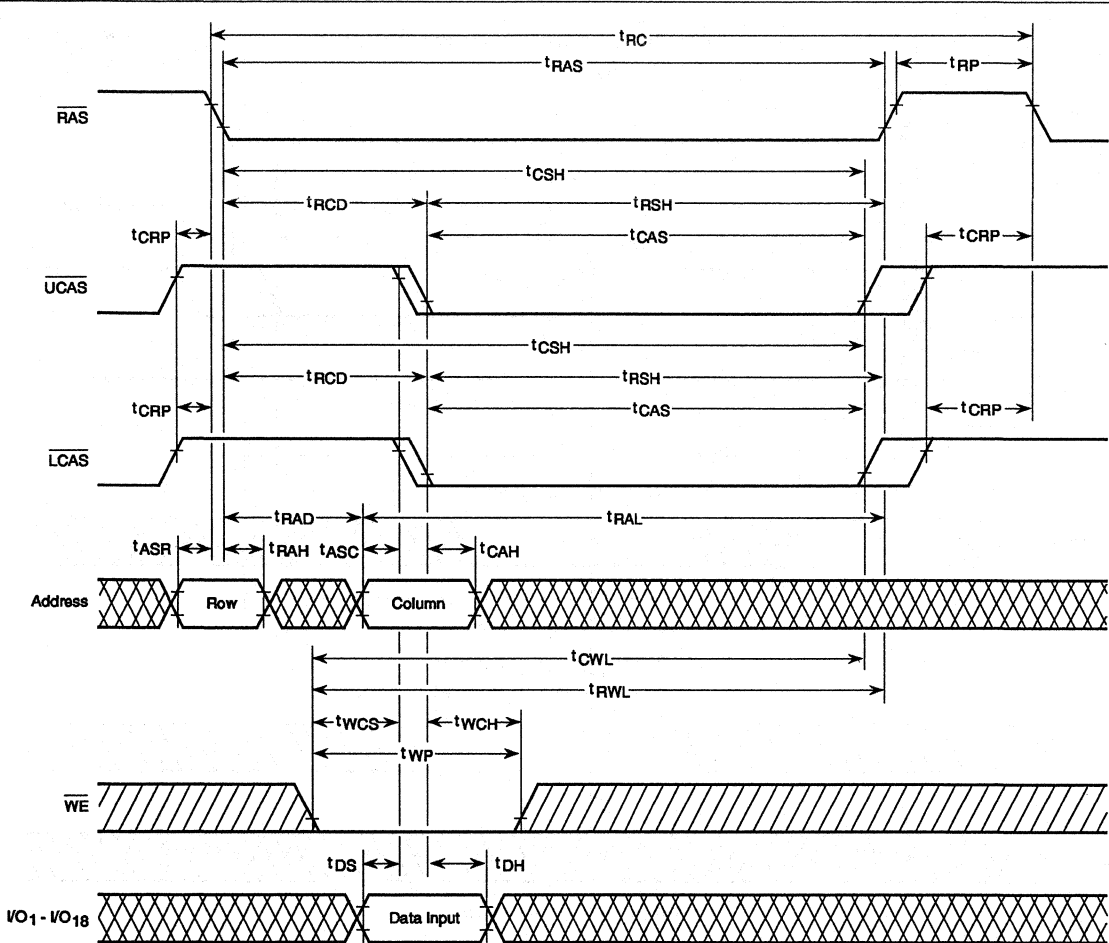 tRC
tRAS tRP
RAS
tCSH
tRCD tRSH
tCRP tCAS tCRP
UCAS
tCSH
tRCD tRSH
tCRP tCAS tCRP
LCAS
tRAD tRAL
tASR tRAH tASC tCAH
Address Row Column
tCWL
tRWL
tWCS tWCH
tWP
WE
tDS tDH
I/O1 - I/O18 Data Input